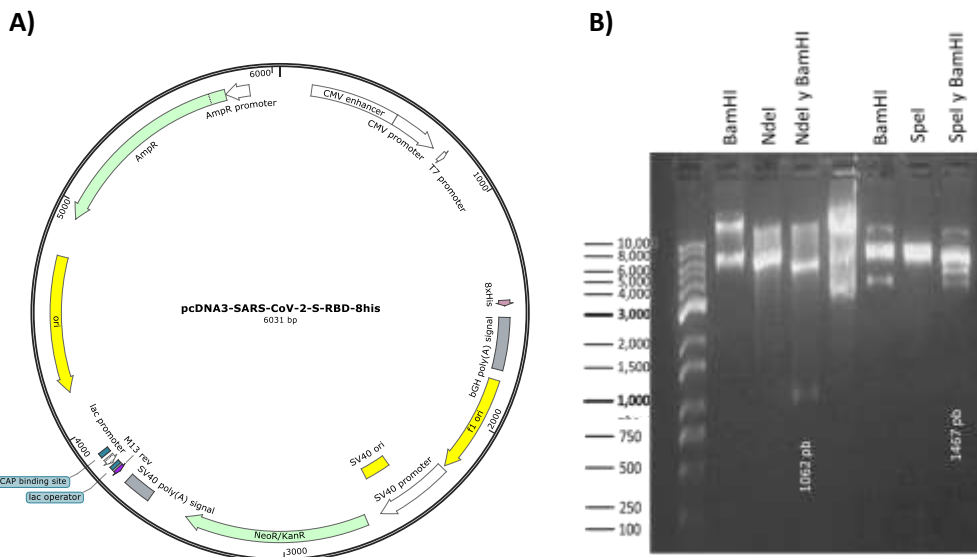 A)
B)
6000
AmpR promoter
CMV enhancer
CMV promoter
T7 promoter
1000
AmpR
5000
pcDNA3-SARS-CoV-2-S-RBD-8his
6031 bp
8xHis
bGH poly(A) signal
f1 ori
2000
ori
lac promoter
4000
M13 rev
CAP binding site
lac operator
SV40 poly(A) signal
SV40 ori
SV40 promoter
NeoR/KanR
3000
BamHI
NdeI
NdeI y BamHI
BamHI
SpeI
SpeI y BamHI
10,000
8,000
6,000
5,000
4,000
3,000
2,000
1,500
1,000
750
500
250
100
1062 pb
1467 pb